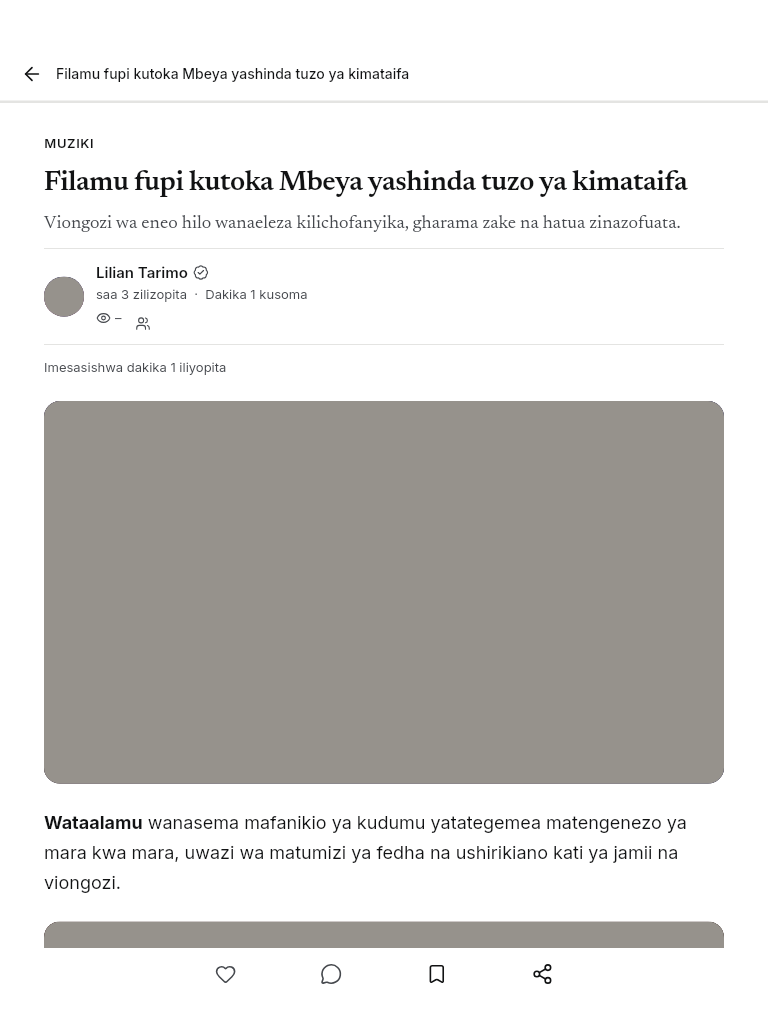 Filamu fupi kutoka Mbeya yashinda tuzo ya kimataifa
MUZIKI
Filamu fupi kutoka Mbeya yashinda tuzo ya kimataifa
Viongozi wa eneo hilo wanaeleza kilichofanyika, gharama zake na hatua zinazofuata.
Lilian Tarimo
saa 3 zilizopita · Dakika 1 kusoma
–
Imesasishwa dakika 1 iliyopita
Wataalamu wanasema mafanikio ya kudumu yatategemea matengenezo ya
mara kwa mara, uwazi wa matumizi ya fedha na ushirikiano kati ya jamii na
viongozi.